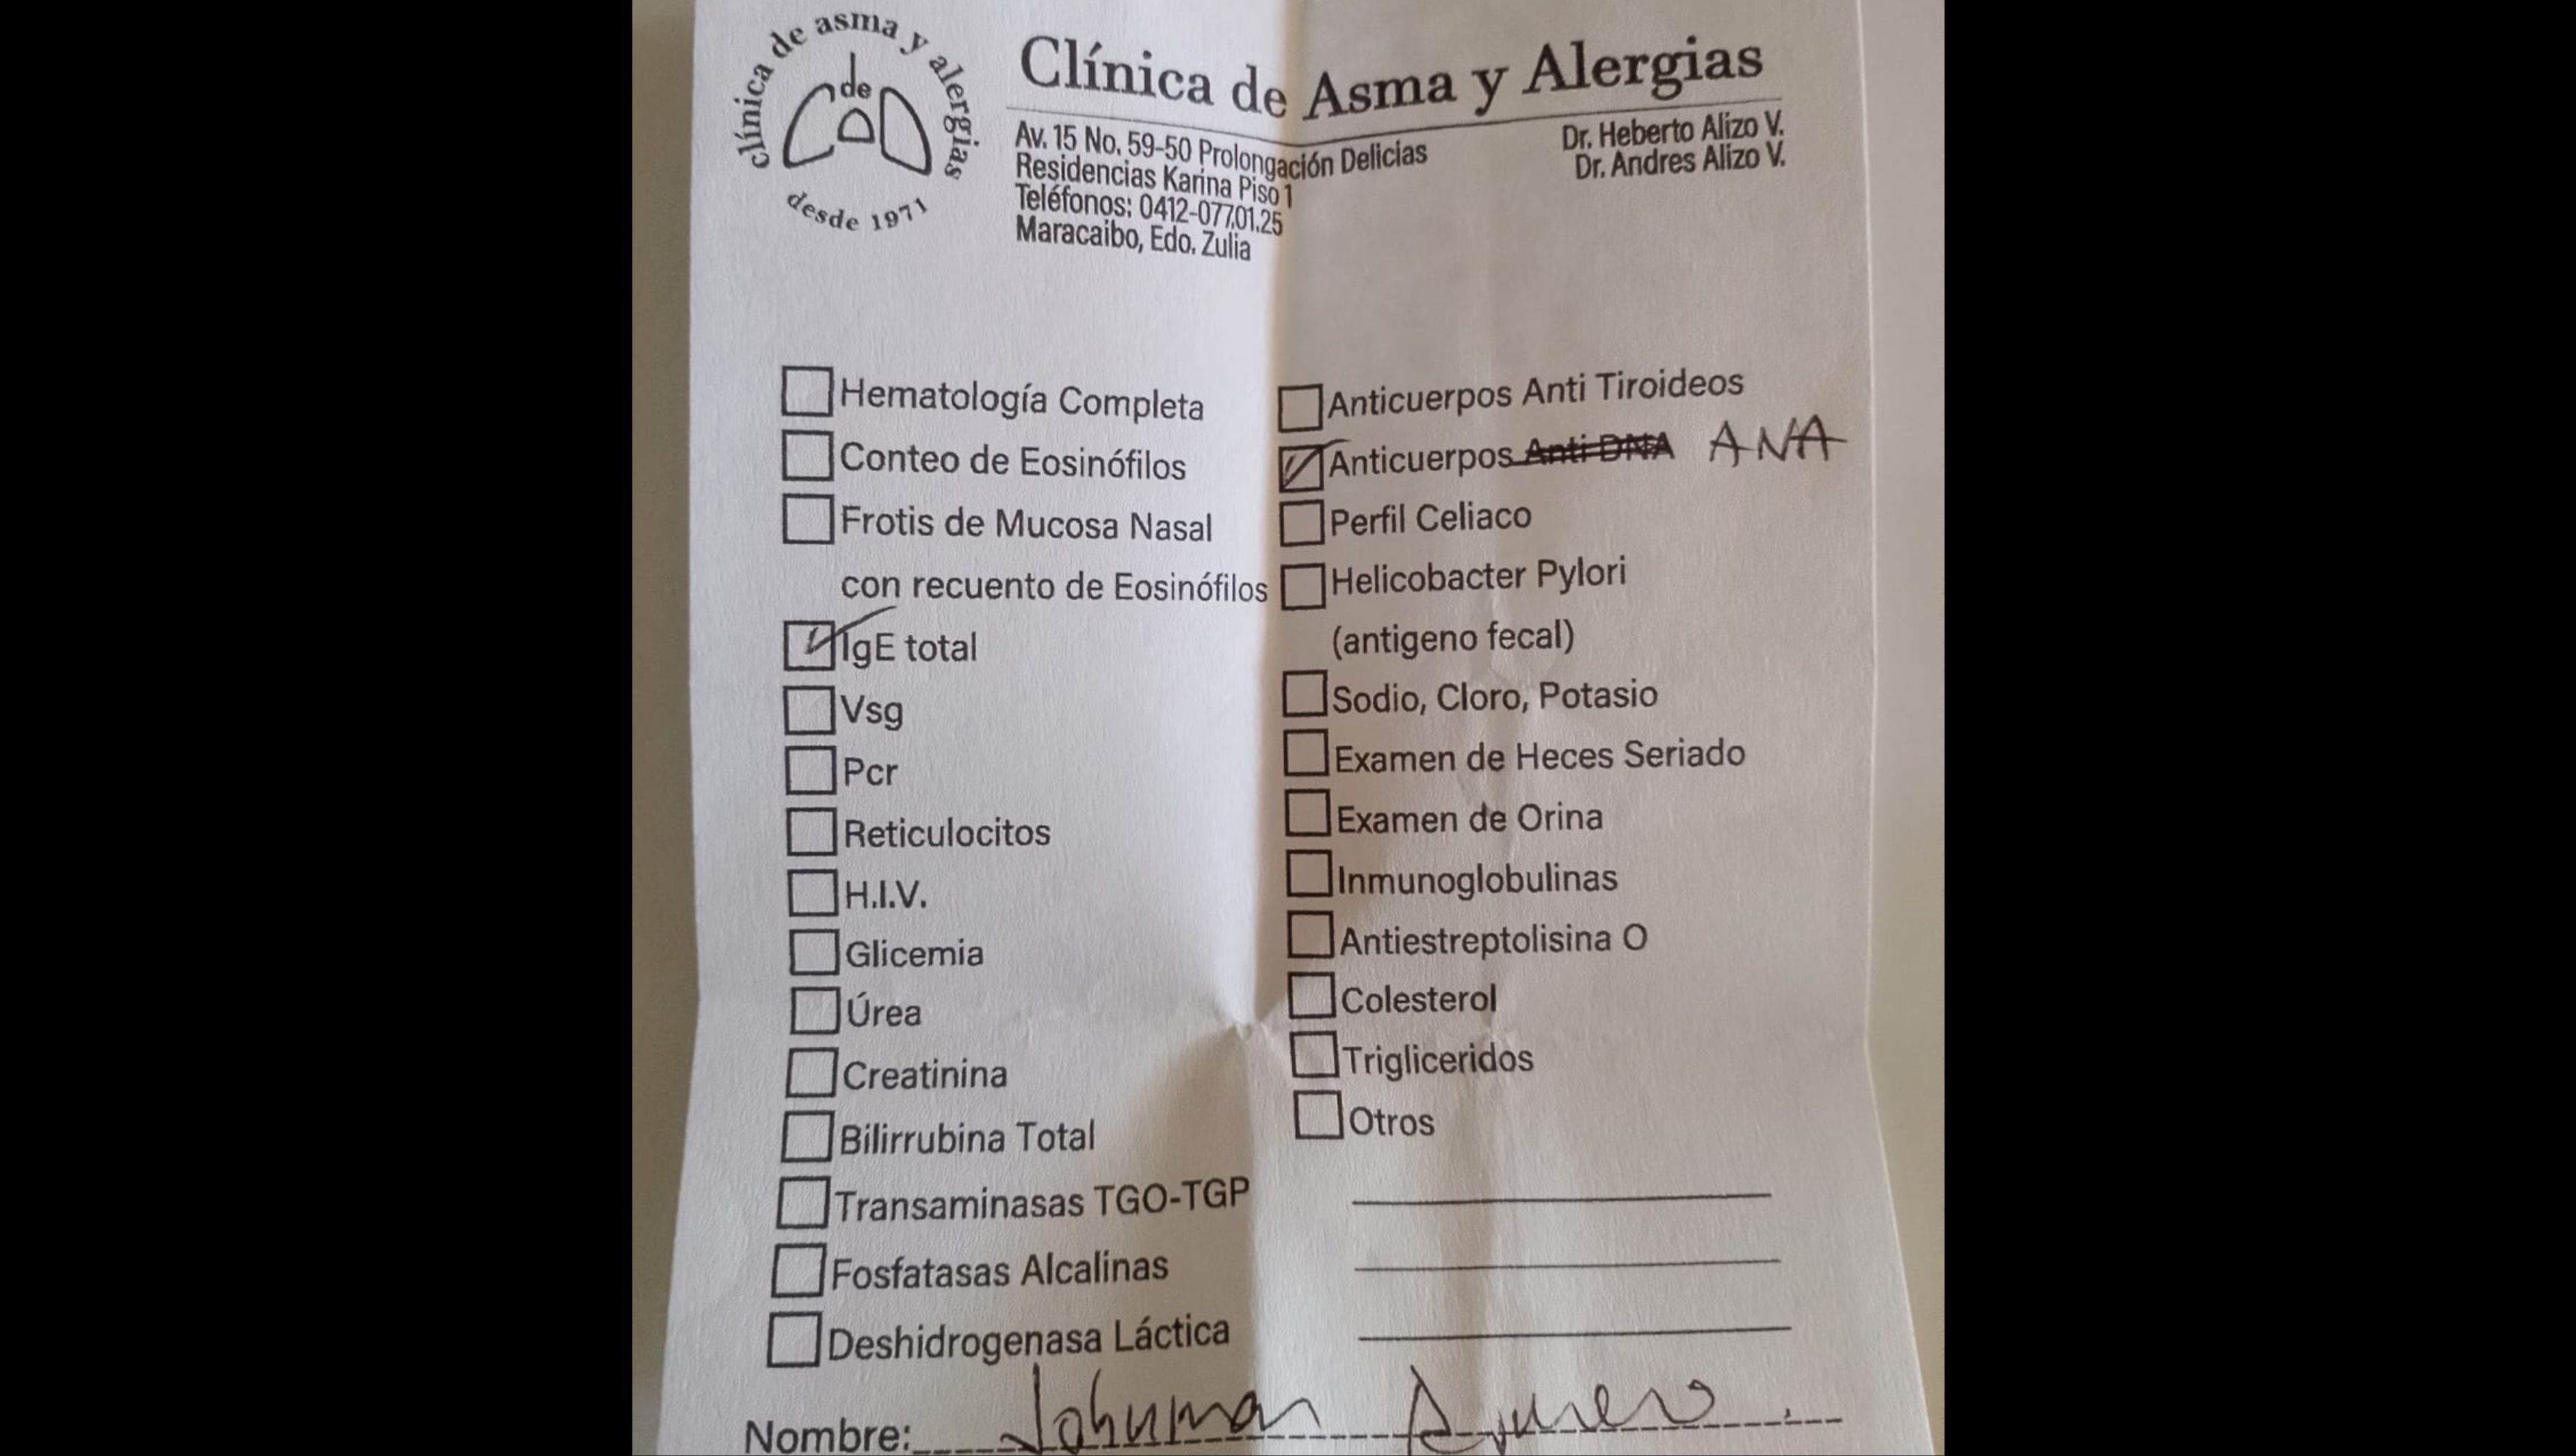 clínica de asma y alergias
de
desde 1971
Clínica de Asma y Alergias
Av. 15 No. 59-50 Prolongación Delicias
Residencias Karina Piso 1
Teléfonos: 0412-077.01.25
Maracaibo, Edo. Zulia
Dr. Heberto Alizo V.
Dr. Andres Alizo V.
Hematología Completa
Conteo de Eosinófilos
Frotis de Mucosa Nasal
con recuento de Eosinófilos
IgE total
Vsg
Pcr
Reticulocitos
H.I.V.
Glicemia
Úrea
Creatinina
Bilirrubina Total
Transaminasas TGO-TGP
Fosfatasas Alcalinas
Deshidrogenasa Láctica
Anticuerpos Anti Tiroideos
Anticuerpos Anti DNA ANA
Perfil Celiaco
Helicobacter Pylori
(antigeno fecal)
Sodio, Cloro, Potasio
Examen de Heces Seriado
Examen de Orina
Inmunoglobulinas
Antiestreptolisina O
Colesterol
Trigliceridos
Otros
Nombre: